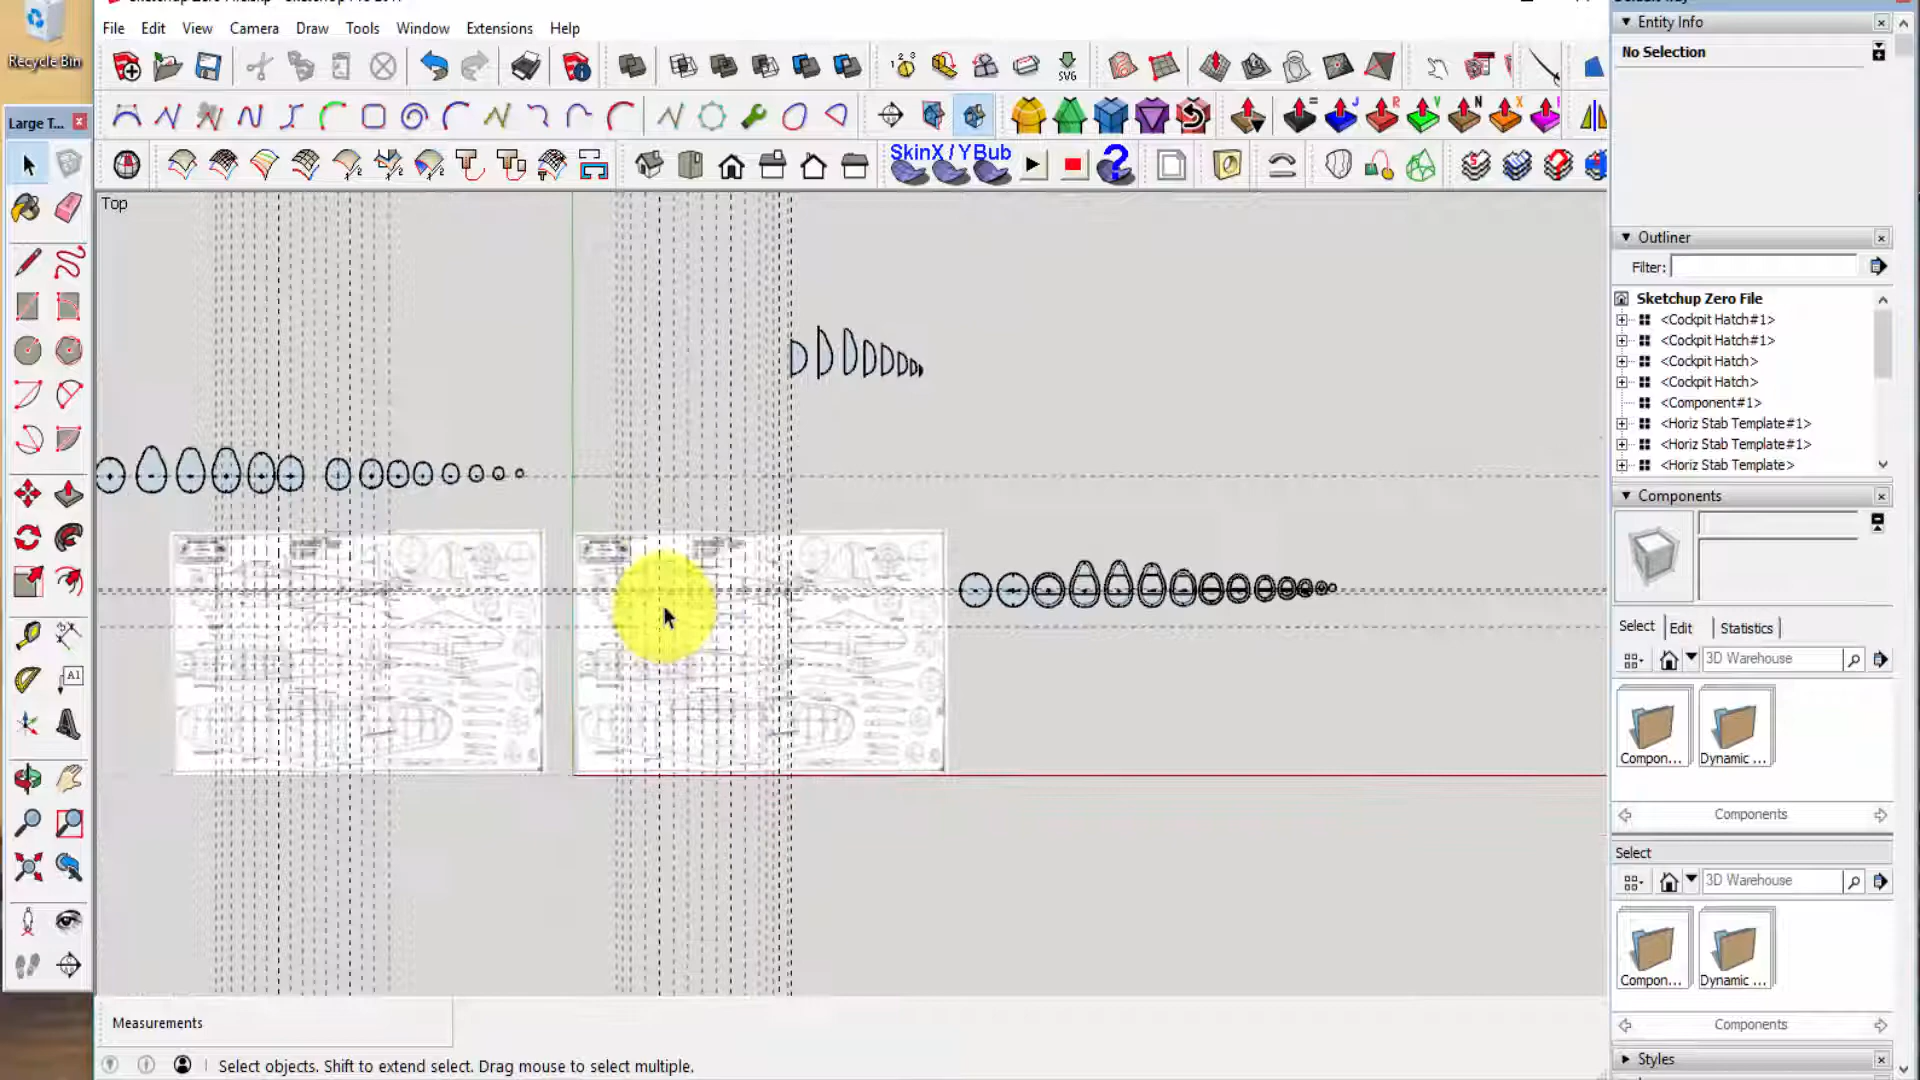 Recycle Bin
File Edit View Camera Draw Tools Window Extensions Help
SVG
= J R V N X
Large T...
SkinX / YBub
Top
A1
Measurements
Select objects. Shift to extend select. Drag mouse to select multiple.
Entity Info
No Selection
Outliner
Filter:
Sketchup Zero File
<Cockpit Hatch#1>
<Cockpit Hatch#1>
<Cockpit Hatch>
<Cockpit Hatch>
<Component#1>
<Horiz Stab Template#1>
<Horiz Stab Template#1>
<Horiz Stab Template>
Components
Select Edit Statistics
3D Warehouse
Compon... Dynamic ...
Components
Select
3D Warehouse
Compon... Dynamic ...
Components
Styles